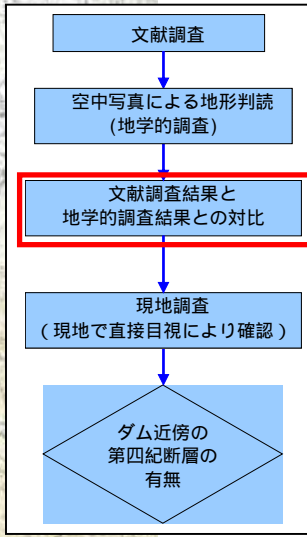 文献調査
空中写真による地形判読
(地学的調査)
文献調査結果と
地学的調査結果との対比
現地調査
(現地で直接目視により確認)
ダム近傍の
第四紀断層の
有無